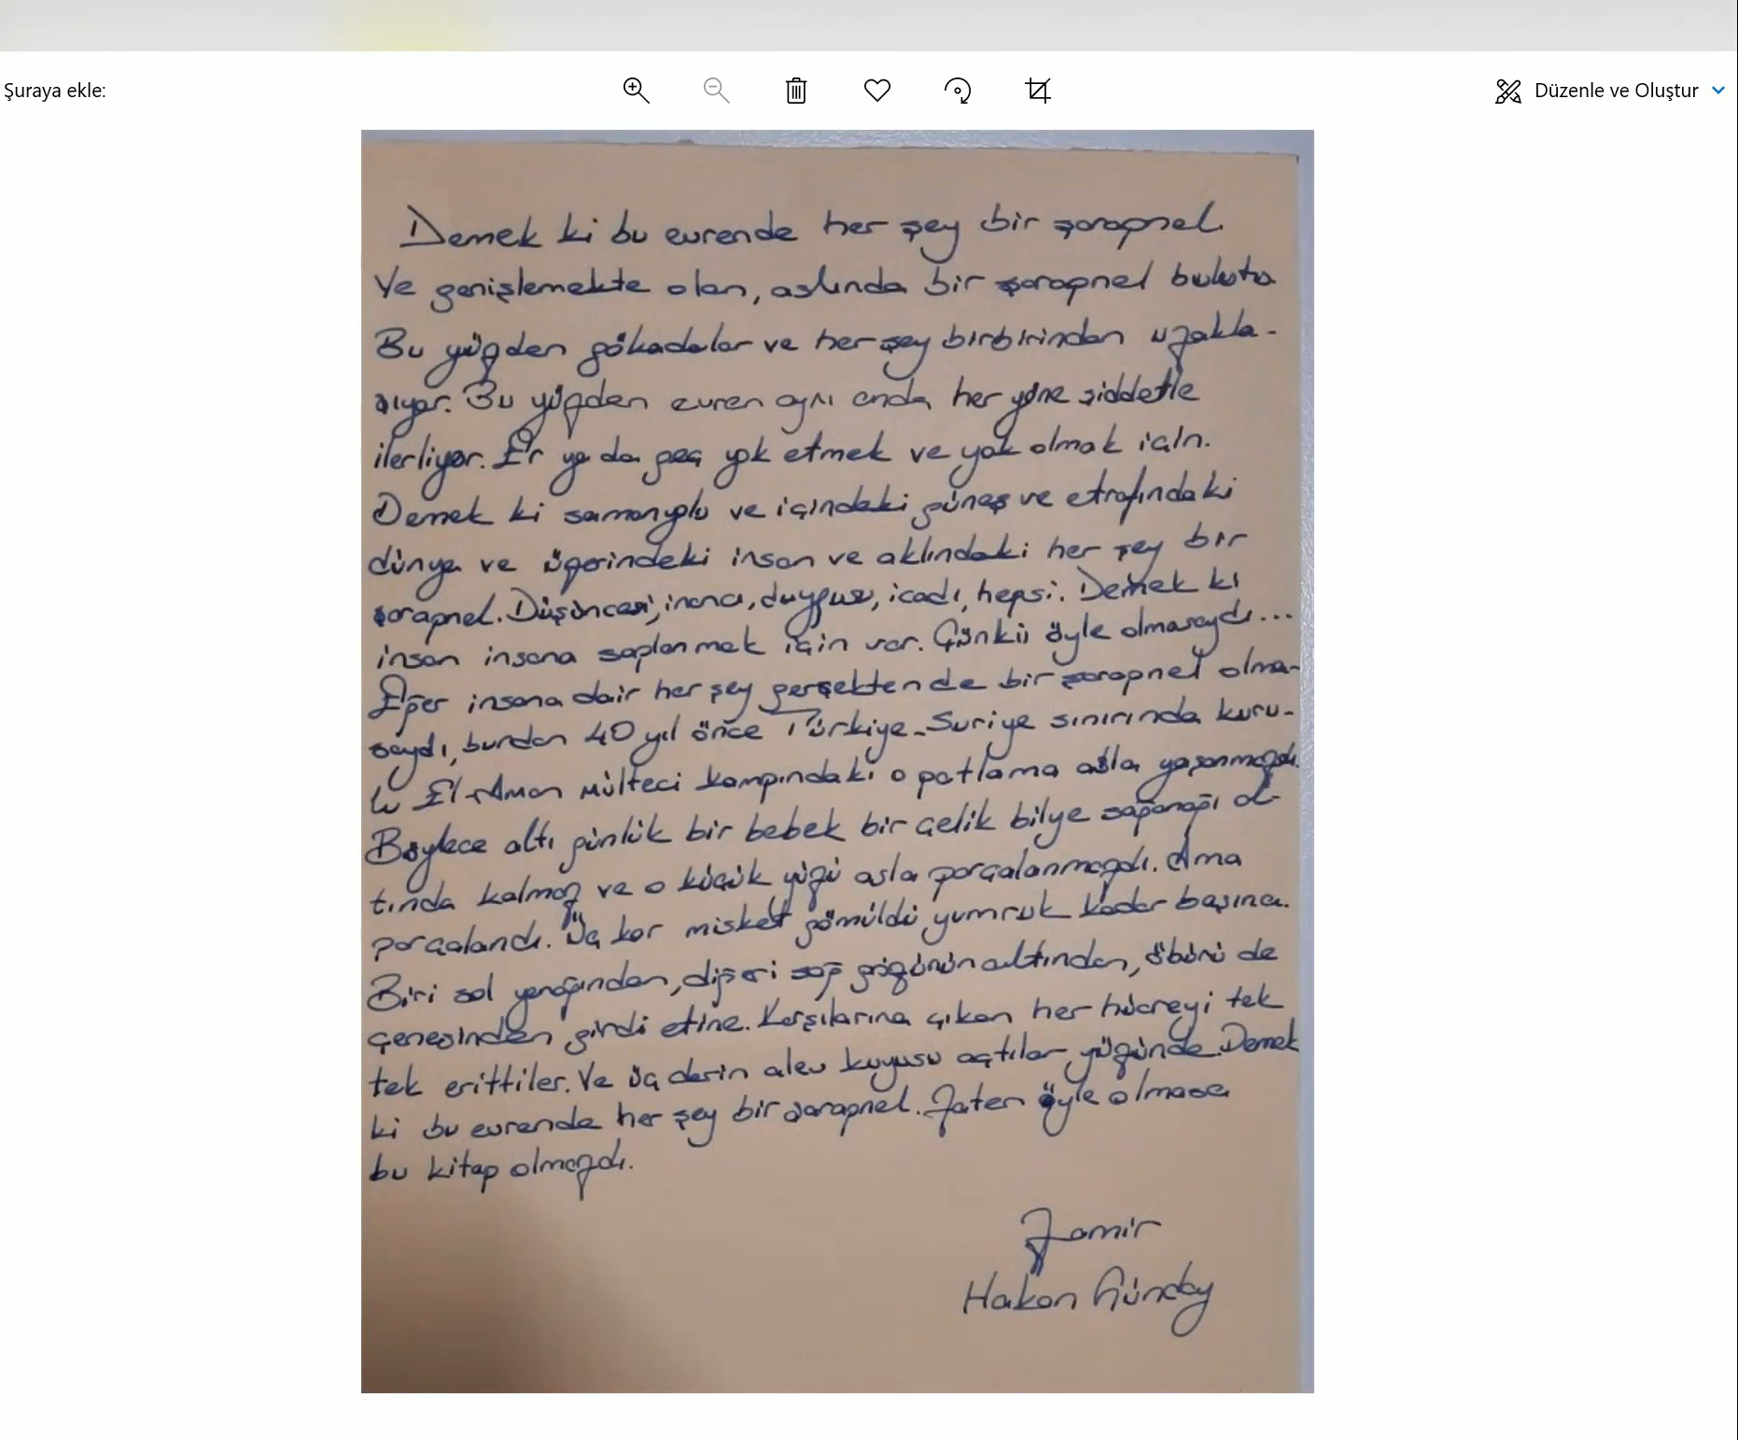 Şuraya ekle:
Düzenle ve Oluştur
Demek ki bu evrende her şey bir şarapnel.
Ve genişlemekte olan, aslında bir şarapnel bulutu
Bu yüzden gökadalar ve her şey birbirinden uzakla-
şıyor. Bu yüzden evren aynı anda her yöne şiddetle
ilerliyor. Er ya da geç yok etmek ve yok olmak için.
Demek ki samanyolu ve içindeki güneş ve etrafındaki
dünya ve üzerindeki insan ve aklındaki her şey bir
şarapnel. Düşüncesi, inancı, duygusu, icadı, hepsi. Demek ki
insan insana saplanmak için var. Çünkü öyle olmasaydı...
Eğer insana dair her şey gerçekten de bir şarapnel olma-
saydı, bundan 40 yıl önce Türkiye-Suriye sınırında kuru-
lu El-Aman mülteci kampındaki o patlama asla yaşanmazdı.
Böylece altı günlük bir bebek bir çelik bilye sağanağı al-
tında kalmaz ve o küçük yüzü asla parçalanmazdı. Ama
parçalandı. Üç kor misket gömüldü yumruk kadar başına.
Biri sol yanağından, diğeri sağ gözünün altından, öbürü de
çenesinden girdi etine. Karşılarına çıkan her hücreyi tek
tek erittiler. Ve üç derin alev kuyusu açtılar yüzünde. Demek
ki bu evrende her şey bir şarapnel. Zaten öyle olmasa
bu kitap olmazdı.
Zamir
Hakan Günday